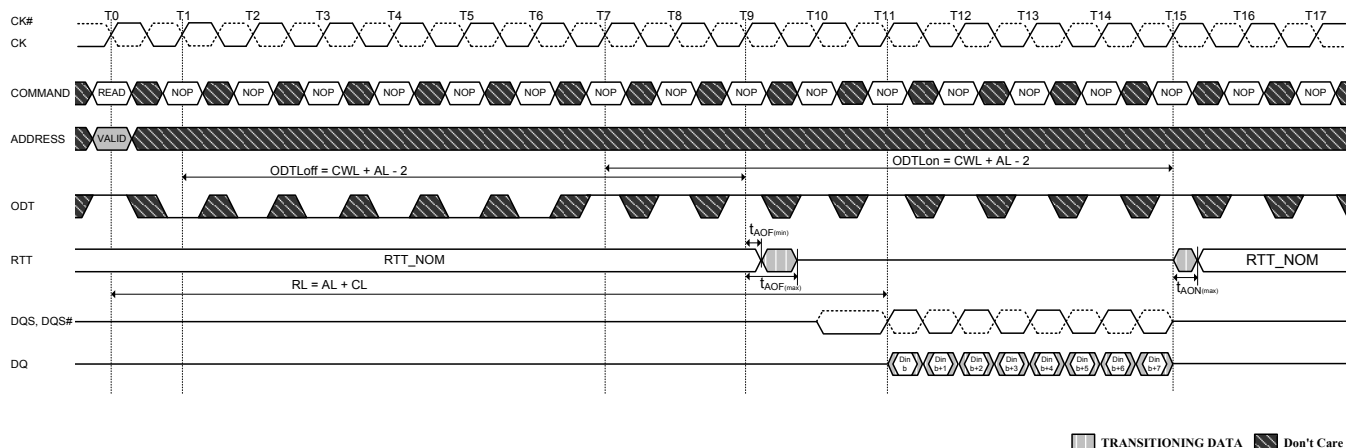 T0 T1 T2 T3 T4 T5 T6 T7 T8 T9 T10 T11 T12 T13 T14 T15 T16 T17
CK#
CK
COMMAND READ NOP NOP NOP NOP NOP NOP NOP NOP NOP NOP NOP NOP NOP NOP NOP NOP NOP
ADDRESS VALID
ODTLoff = CWL + AL - 2
ODTLon = CWL + AL - 2
ODT
tAOF(min)
RTT RTT_NOM RTT_NOM
tAOF(max)
tAON(max)
RL = AL + CL
DQS, DQS#
DQ Din b Din b+1 Din b+2 Din b+3 Din b+4 Din b+5 Din b+6 Din b+7
TRANSITIONING DATA Don't Care